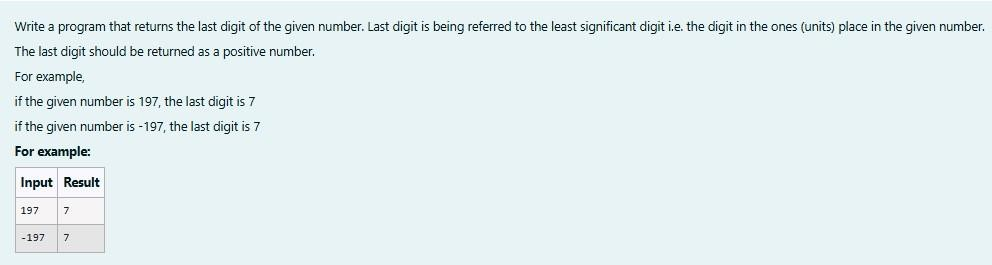 Write a program that returns the last digit of the given number. Last digit is being referred to the least significant digit i.e. the digit in the ones (units) place in the given number.
The last digit should be returned as a positive number.
For example,
if the given number is 197, the last digit is 7
if the given number is -197, the last digit is 7
For example:
Input Result
197 7
-197 7